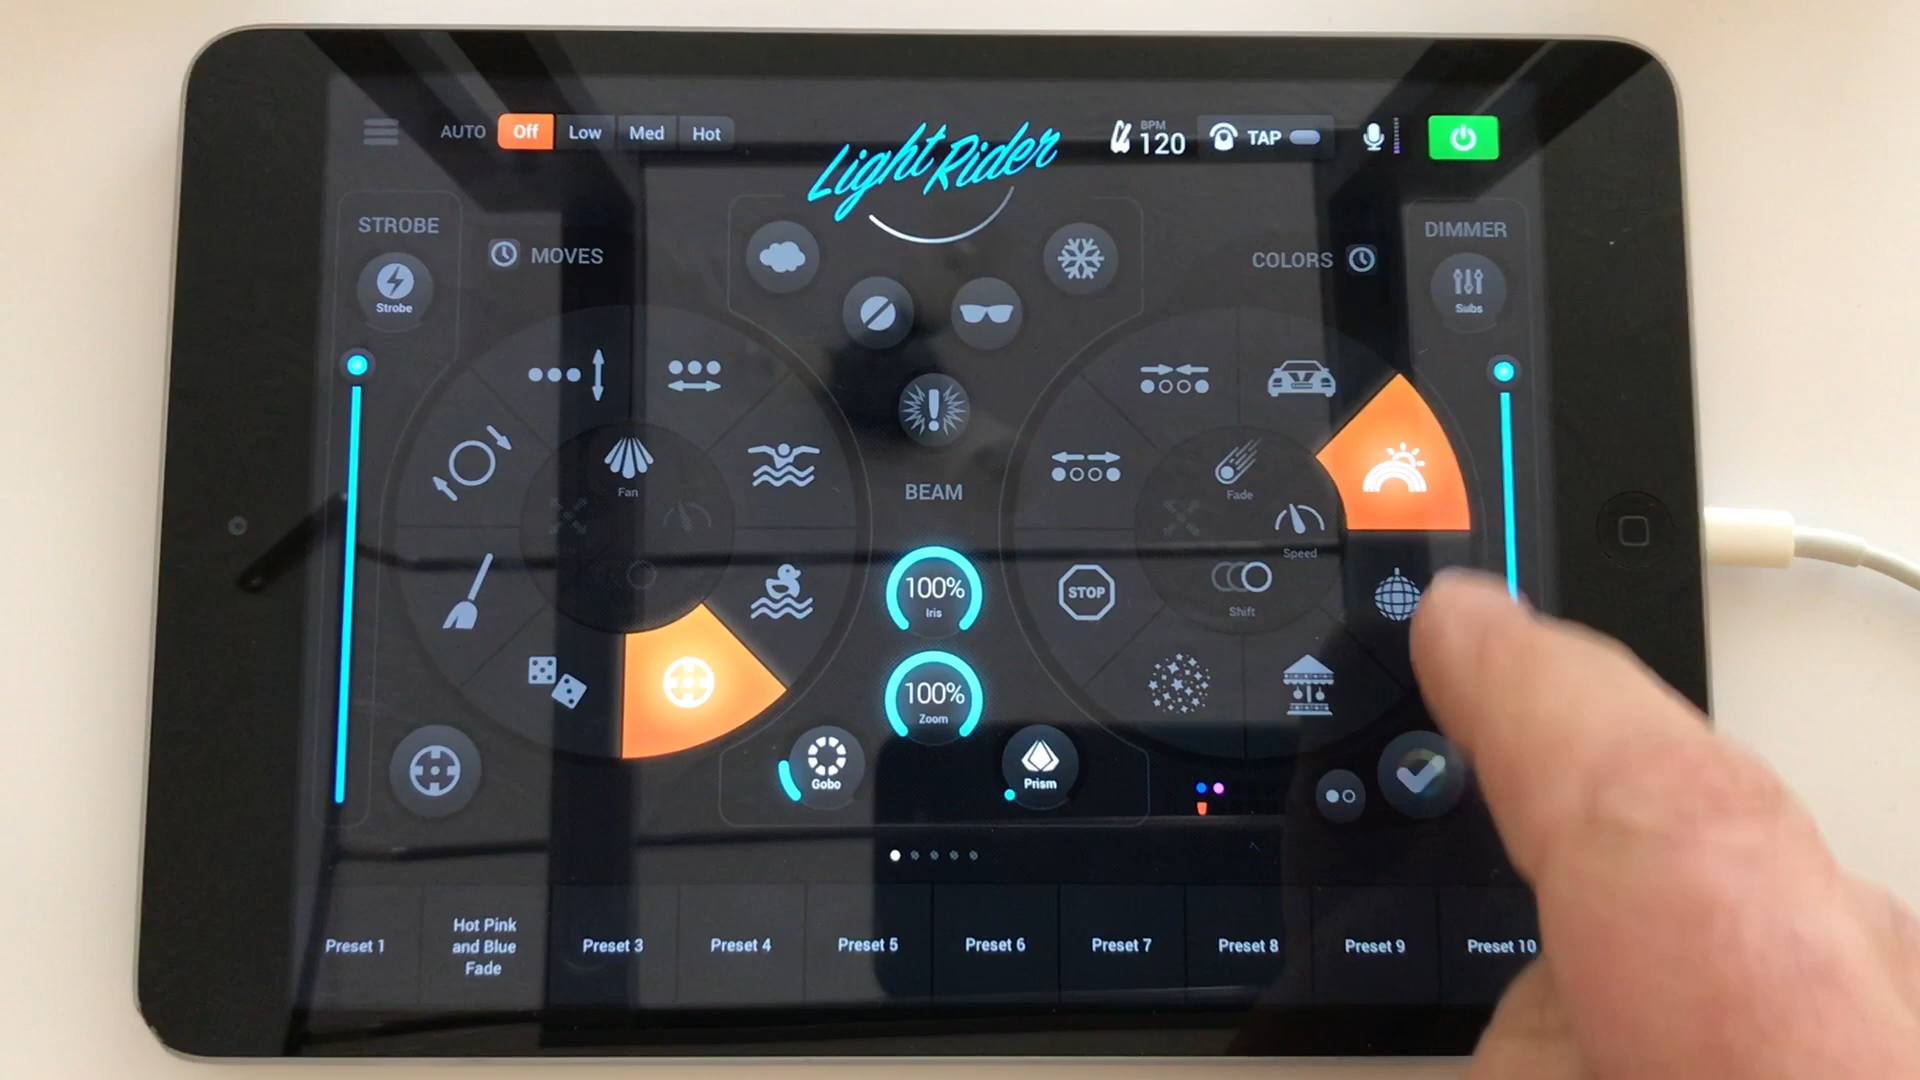 AUTO Off Low Med Hot
Light Rider
BPM
120
TAP
STROBE
Strobe
MOVES
COLORS
DIMMER
Subs
Fan
BEAM
Fade
Speed
100%
Iris
STOP
Shift
100%
Zoom
Gobo
Prism
Preset 1
Hot Pink
and Blue
Fade
Preset 3
Preset 4
Preset 5
Preset 6
Preset 7
Preset 8
Preset 9
Preset 10